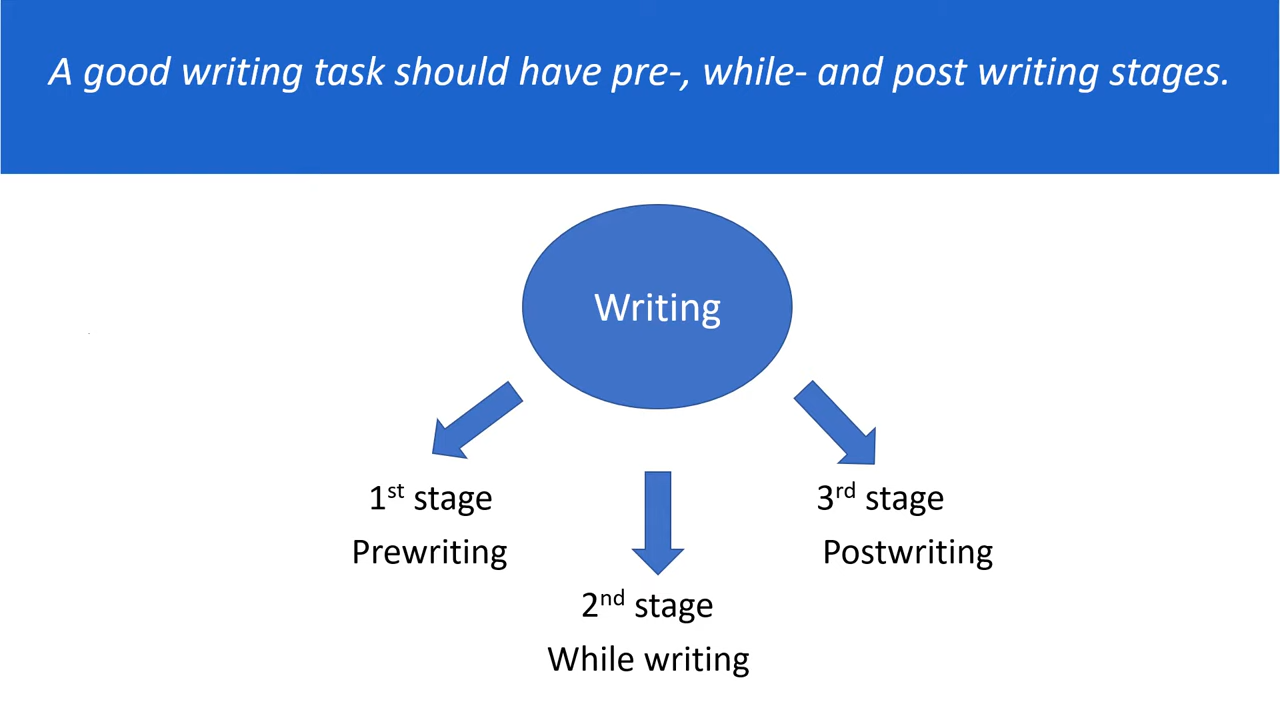 A good writing task should have pre-, while- and post writing stages.
Writing
1st stage
Prewriting
2nd stage
While writing
3rd stage
Postwriting